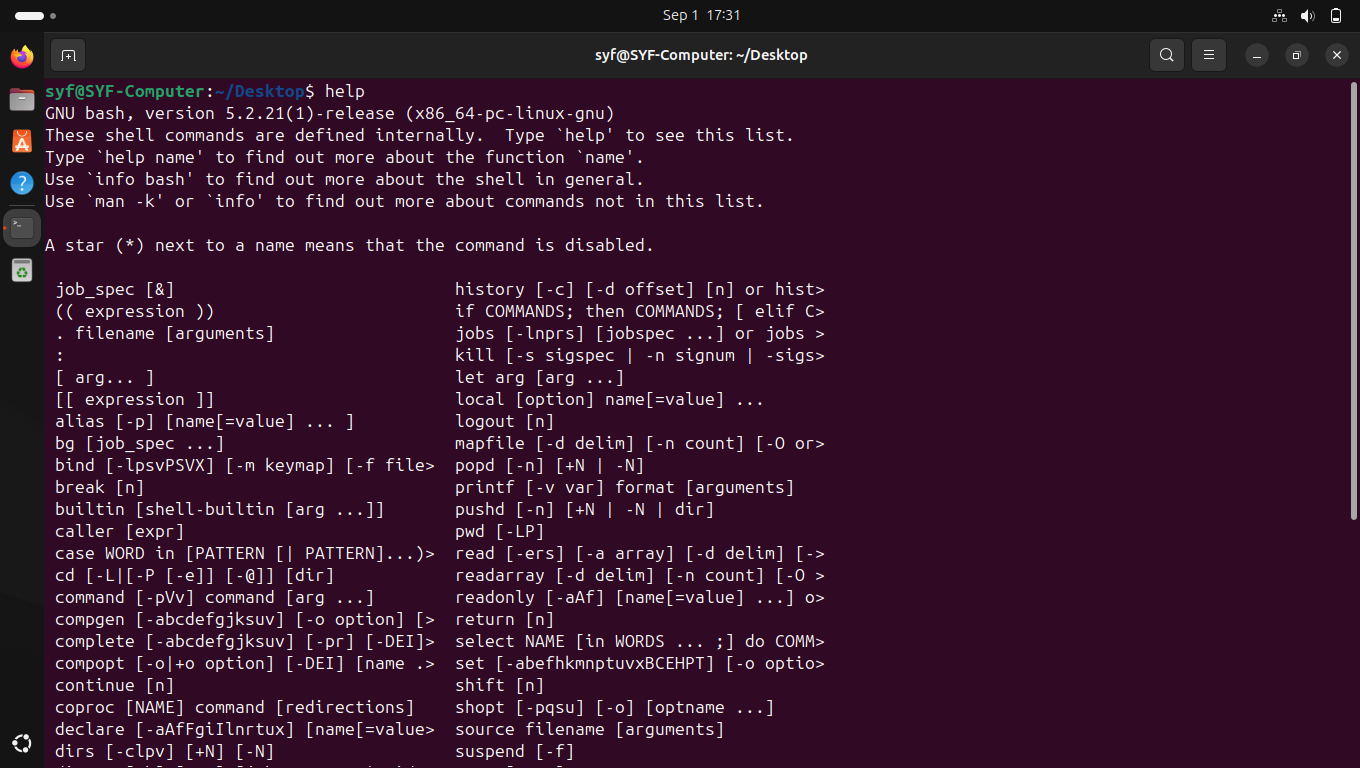 Sep 1 17:31
syf@SYF-Computer: ~/Desktop
syf@SYF-Computer:~/Desktop$ help
GNU bash, version 5.2.21(1)-release (x86_64-pc-linux-gnu)
These shell commands are defined internally.  Type `help' to see this list.
Type `help name' to find out more about the function `name'.
Use `info bash' to find out more about the shell in general.
Use `man -k' or `info' to find out more about commands not in this list.
A star (*) next to a name means that the command is disabled.
job_spec [&]                            history [-c] [-d offset] [n] or hist>
(( expression ))                        if COMMANDS; then COMMANDS; [ elif C>
. filename [arguments]                  jobs [-lnprs] [jobspec ...] or jobs >
:                                       kill [-s sigspec | -n signum | -sigs>
[ arg... ]                              let arg [arg ...]
[[ expression ]]                        local [option] name[=value] ...
alias [-p] [name[=value] ... ]          logout [n]
bg [job_spec ...]                       mapfile [-d delim] [-n count] [-O or>
bind [-lpsvPSVX] [-m keymap] [-f file>  popd [-n] [+N | -N]
break [n]                               printf [-v var] format [arguments]
builtin [shell-builtin [arg ...]]       pushd [-n] [+N | -N | dir]
caller [expr]                           pwd [-LP]
case WORD in [PATTERN [| PATTERN]...)>  read [-ers] [-a array] [-d delim] [->
cd [-L|[-P [-e]] [-@]] [dir]            readarray [-d delim] [-n count] [-O >
command [-pVv] command [arg ...]        readonly [-aAf] [name[=value] ...] o>
compgen [-abcdefgjksuv] [-o option] [>  return [n]
complete [-abcdefgjksuv] [-pr] [-DEI]>  select NAME [in WORDS ... ;] do COMM>
compopt [-o|+o option] [-DEI] [name .>  set [-abefhkmnptuvxBCEHPT] [-o optio>
continue [n]                            shift [n]
coproc [NAME] command [redirections]    shopt [-pqsu] [-o] [optname ...]
declare [-aAfFgiIlnrtux] [name[=value>  source filename [arguments]
dirs [-clpv] [+N] [-N]                  suspend [-f]